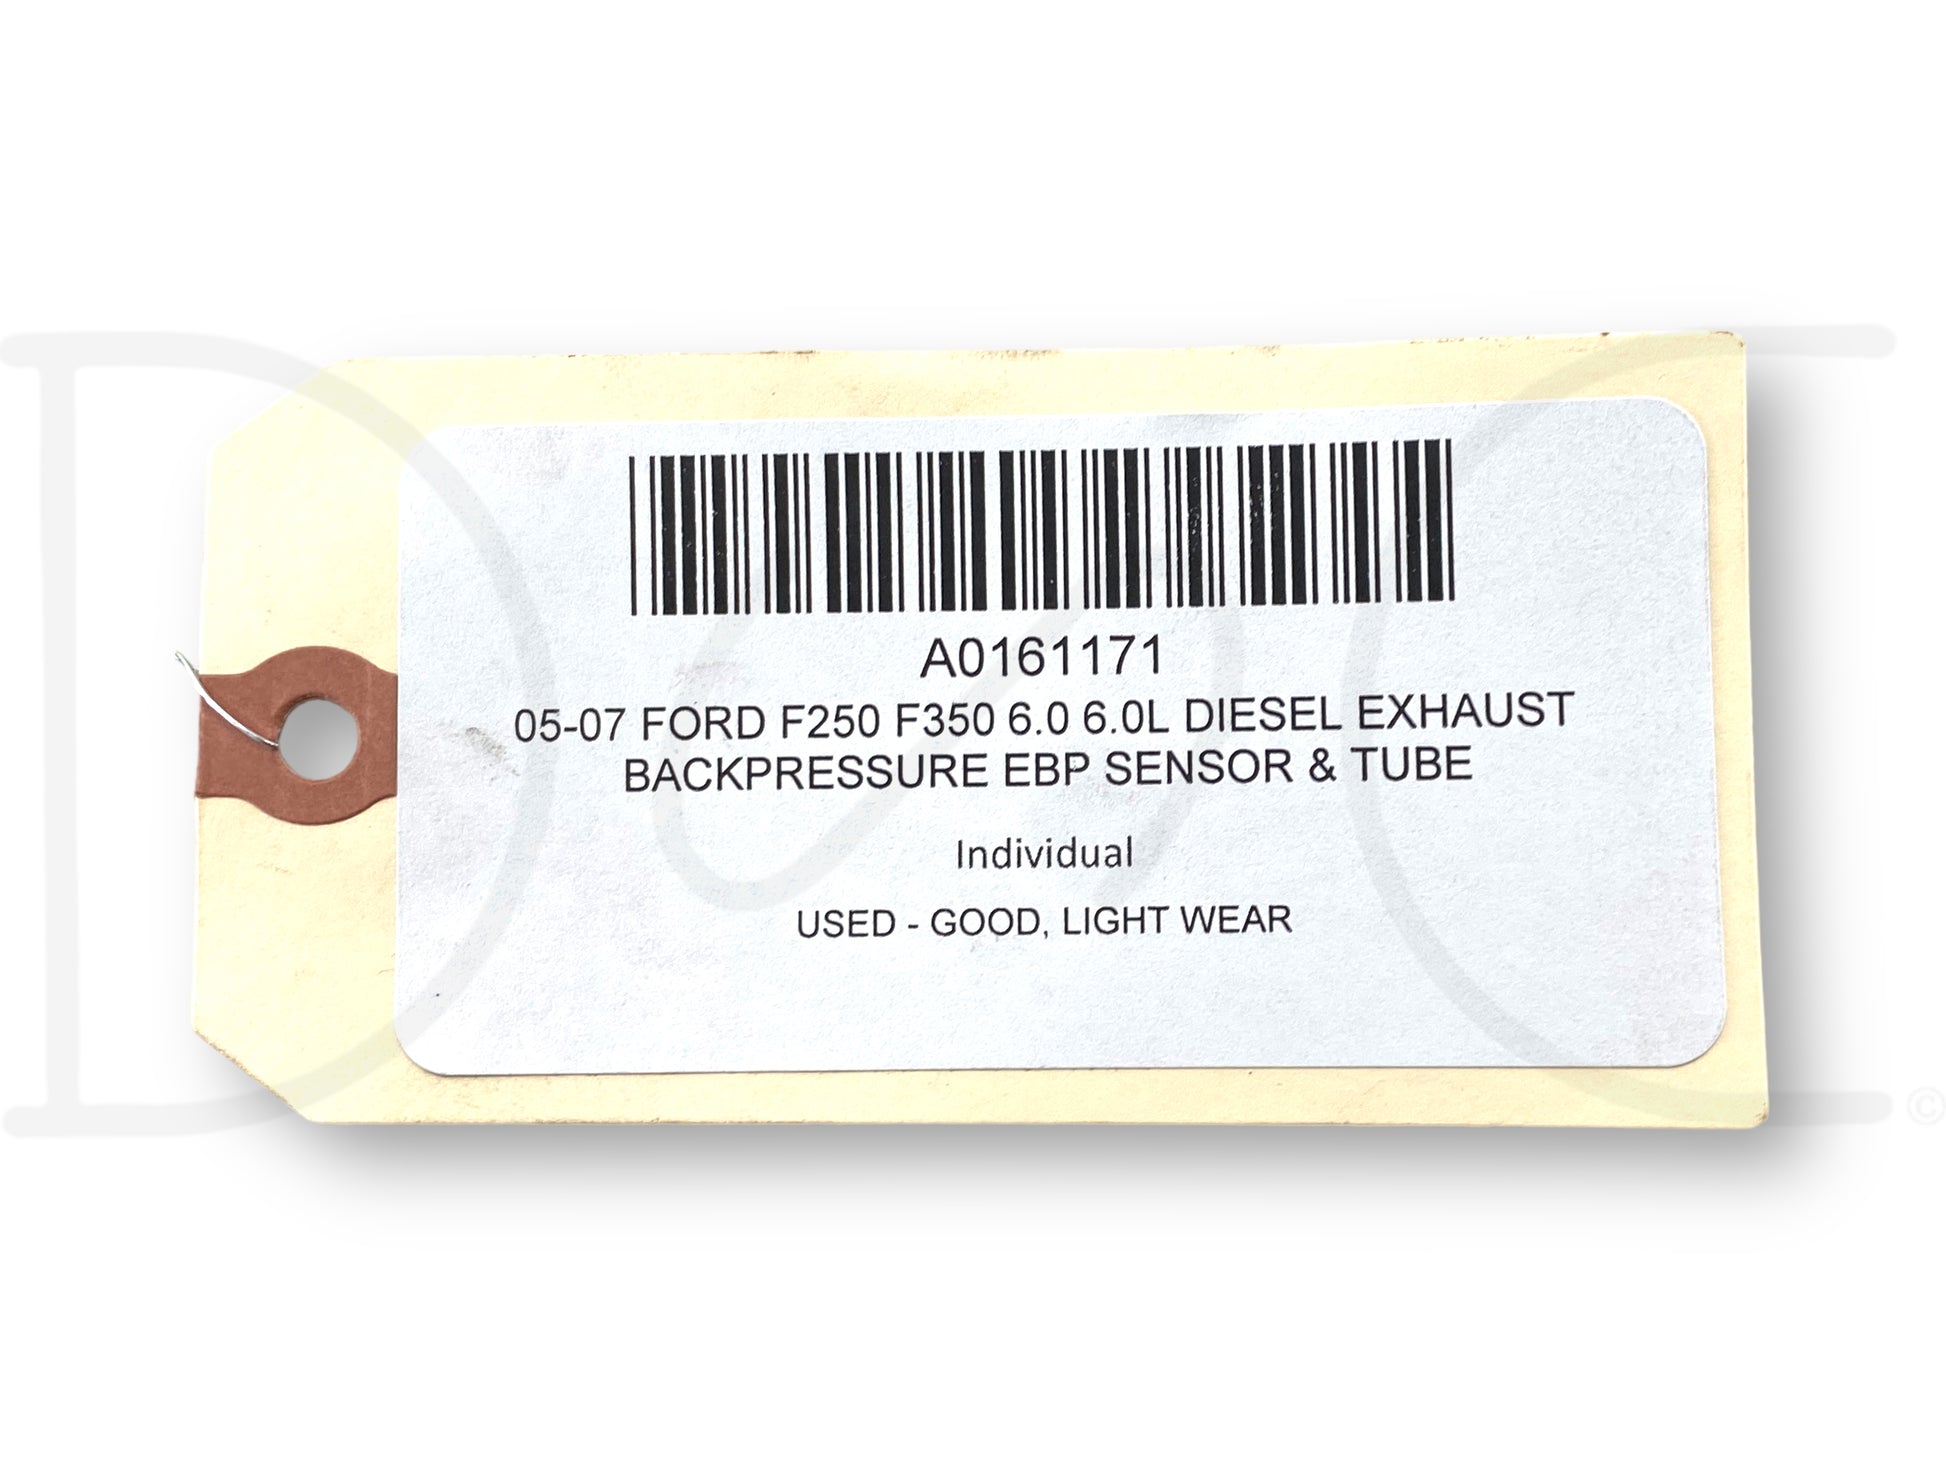 A0161171
05-07 FORD F250 F350 6.0 6.0L DIESEL EXHAUST
BACKPRESSURE EBP SENSOR & TUBE
Individual
USED - GOOD, LIGHT WEAR
D&C
©